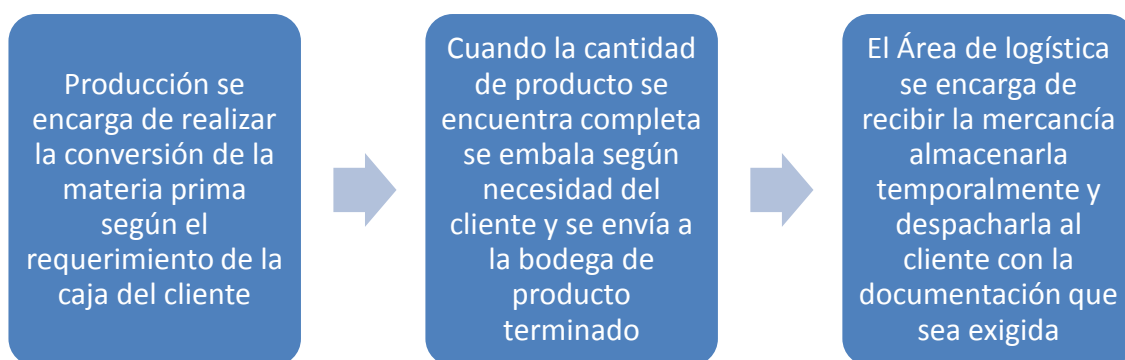 Producción se
encarga de realizar
la conversión de la
materia prima
según el
requerimiento de la
caja del cliente
Cuando la cantidad
de producto se
encuentra completa
se embala según
necesidad del
cliente y se envía a
la bodega de
producto
terminado
El Área de logística
se encarga de
recibir la mercancía
almacenarla
temporalmente y
despacharla al
cliente con la
documentación que
sea exigida